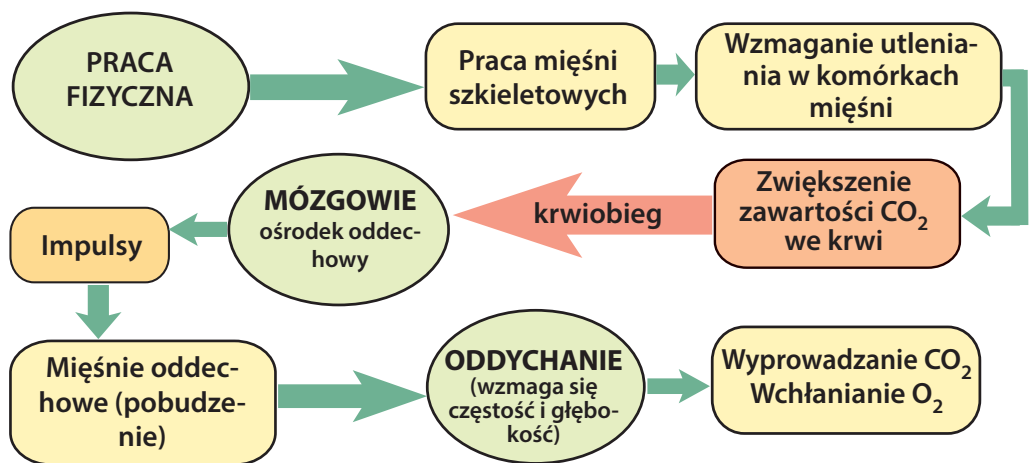 PRACA
FIZYCZNA
Praca mięśni
szkieletowych
Wzmaganie utlenia-
nia w komórkach
mięśni
Zwiększenie
zawartości CO₂
we krwi
krwiobieg
MÓZGOWIE
ośrodek oddec-
howy
Impulsy
Mięśnie oddec-
howe (pobudze-
nie)
ODDYCHANIE
(wzmaga się
częstość i głębo-
kość)
Wyprowadzanie CO₂
Wchłanianie O₂